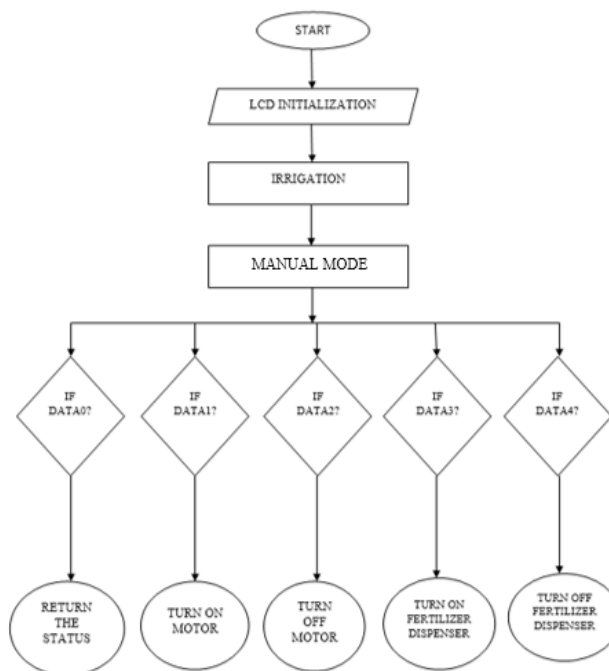 START
LCD INITIALIZATION
IRRIGATION
MANUAL MODE
IF
DATA0?
IF
DATA1?
IF
DATA2?
IF
DATA3?
IF
DATA4?
RETURN
THE
STATUS
TURN ON
MOTOR
TURN
OFF
MOTOR
TURN ON
FERTILIZER
DISPENSER
TURN OFF
FERTILIZER
DISPENSER